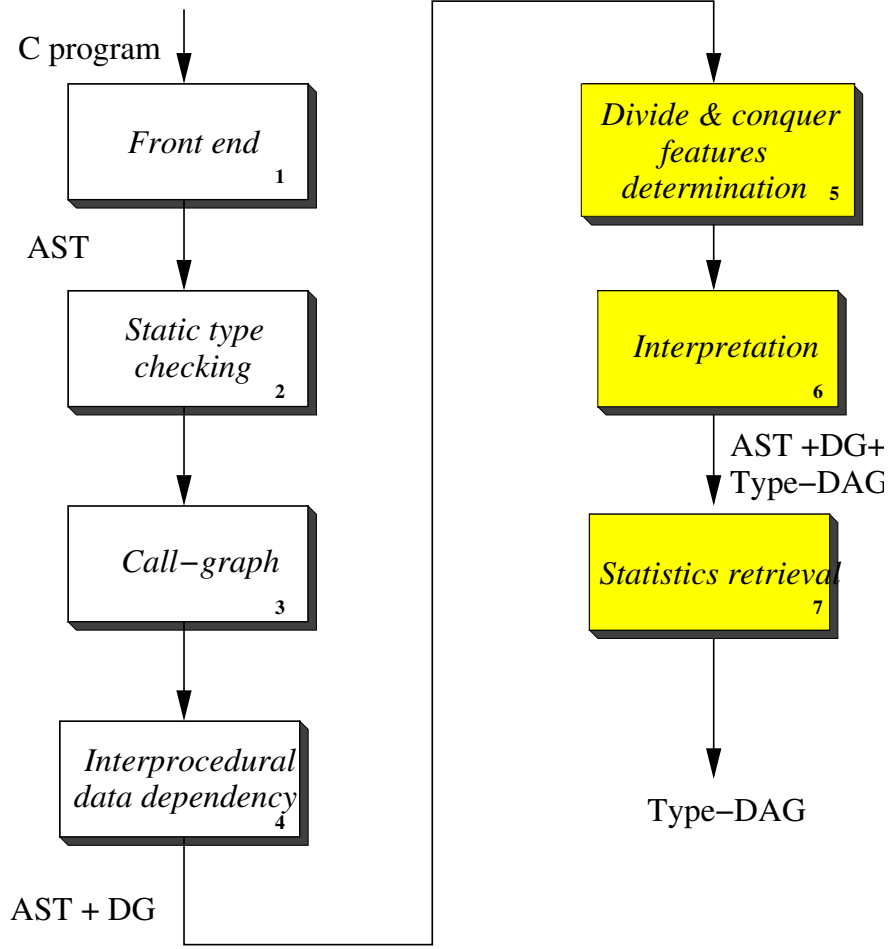 C program
Front end
1
AST
Static type
checking
2
Call−graph
3
Interprocedural
data dependency
4
AST + DG
Divide & conquer
features
determination 5
Interpretation
6
AST +DG+
Type−DAG
Statistics retrieval
7
Type−DAG